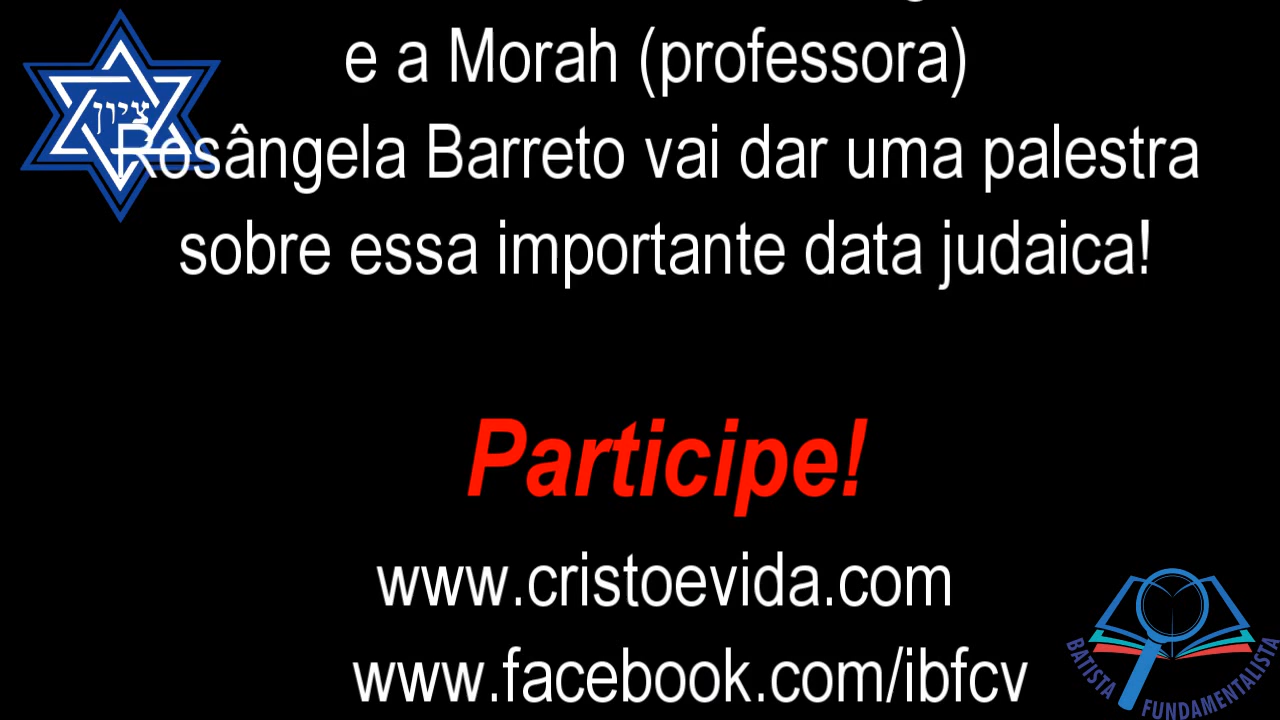 e a Morah (professora)
ציון
Rosângela Barreto vai dar uma palestra
sobre essa importante data judaica!
Participe!
www.cristoevida.com
www.facebook.com/ibfcv
BATISTA FUNDAMENTALISTA